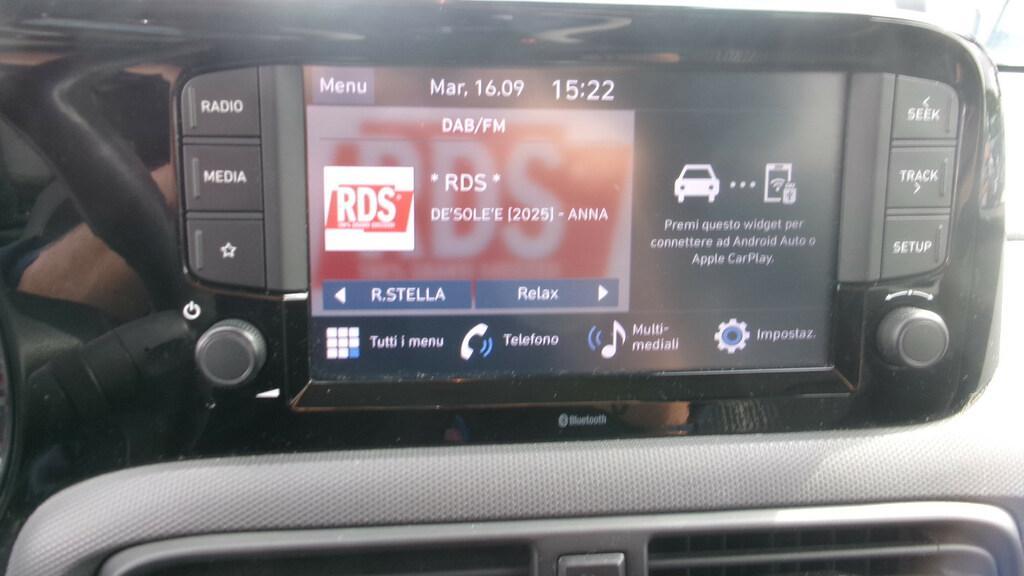 Menu Mar, 16.09 15:22
DAB/FM
RADIO
MEDIA
RDS
* RDS *
DE'SOLE'E [2025] - ANNA
R.STELLA
Relax
Premi questo widget per
connettere ad Android Auto o
Apple CarPlay.
Tutti i menu
Telefono
Multi-
mediali
Impostaz.
SEEK
TRACK
SETUP
Bluetooth